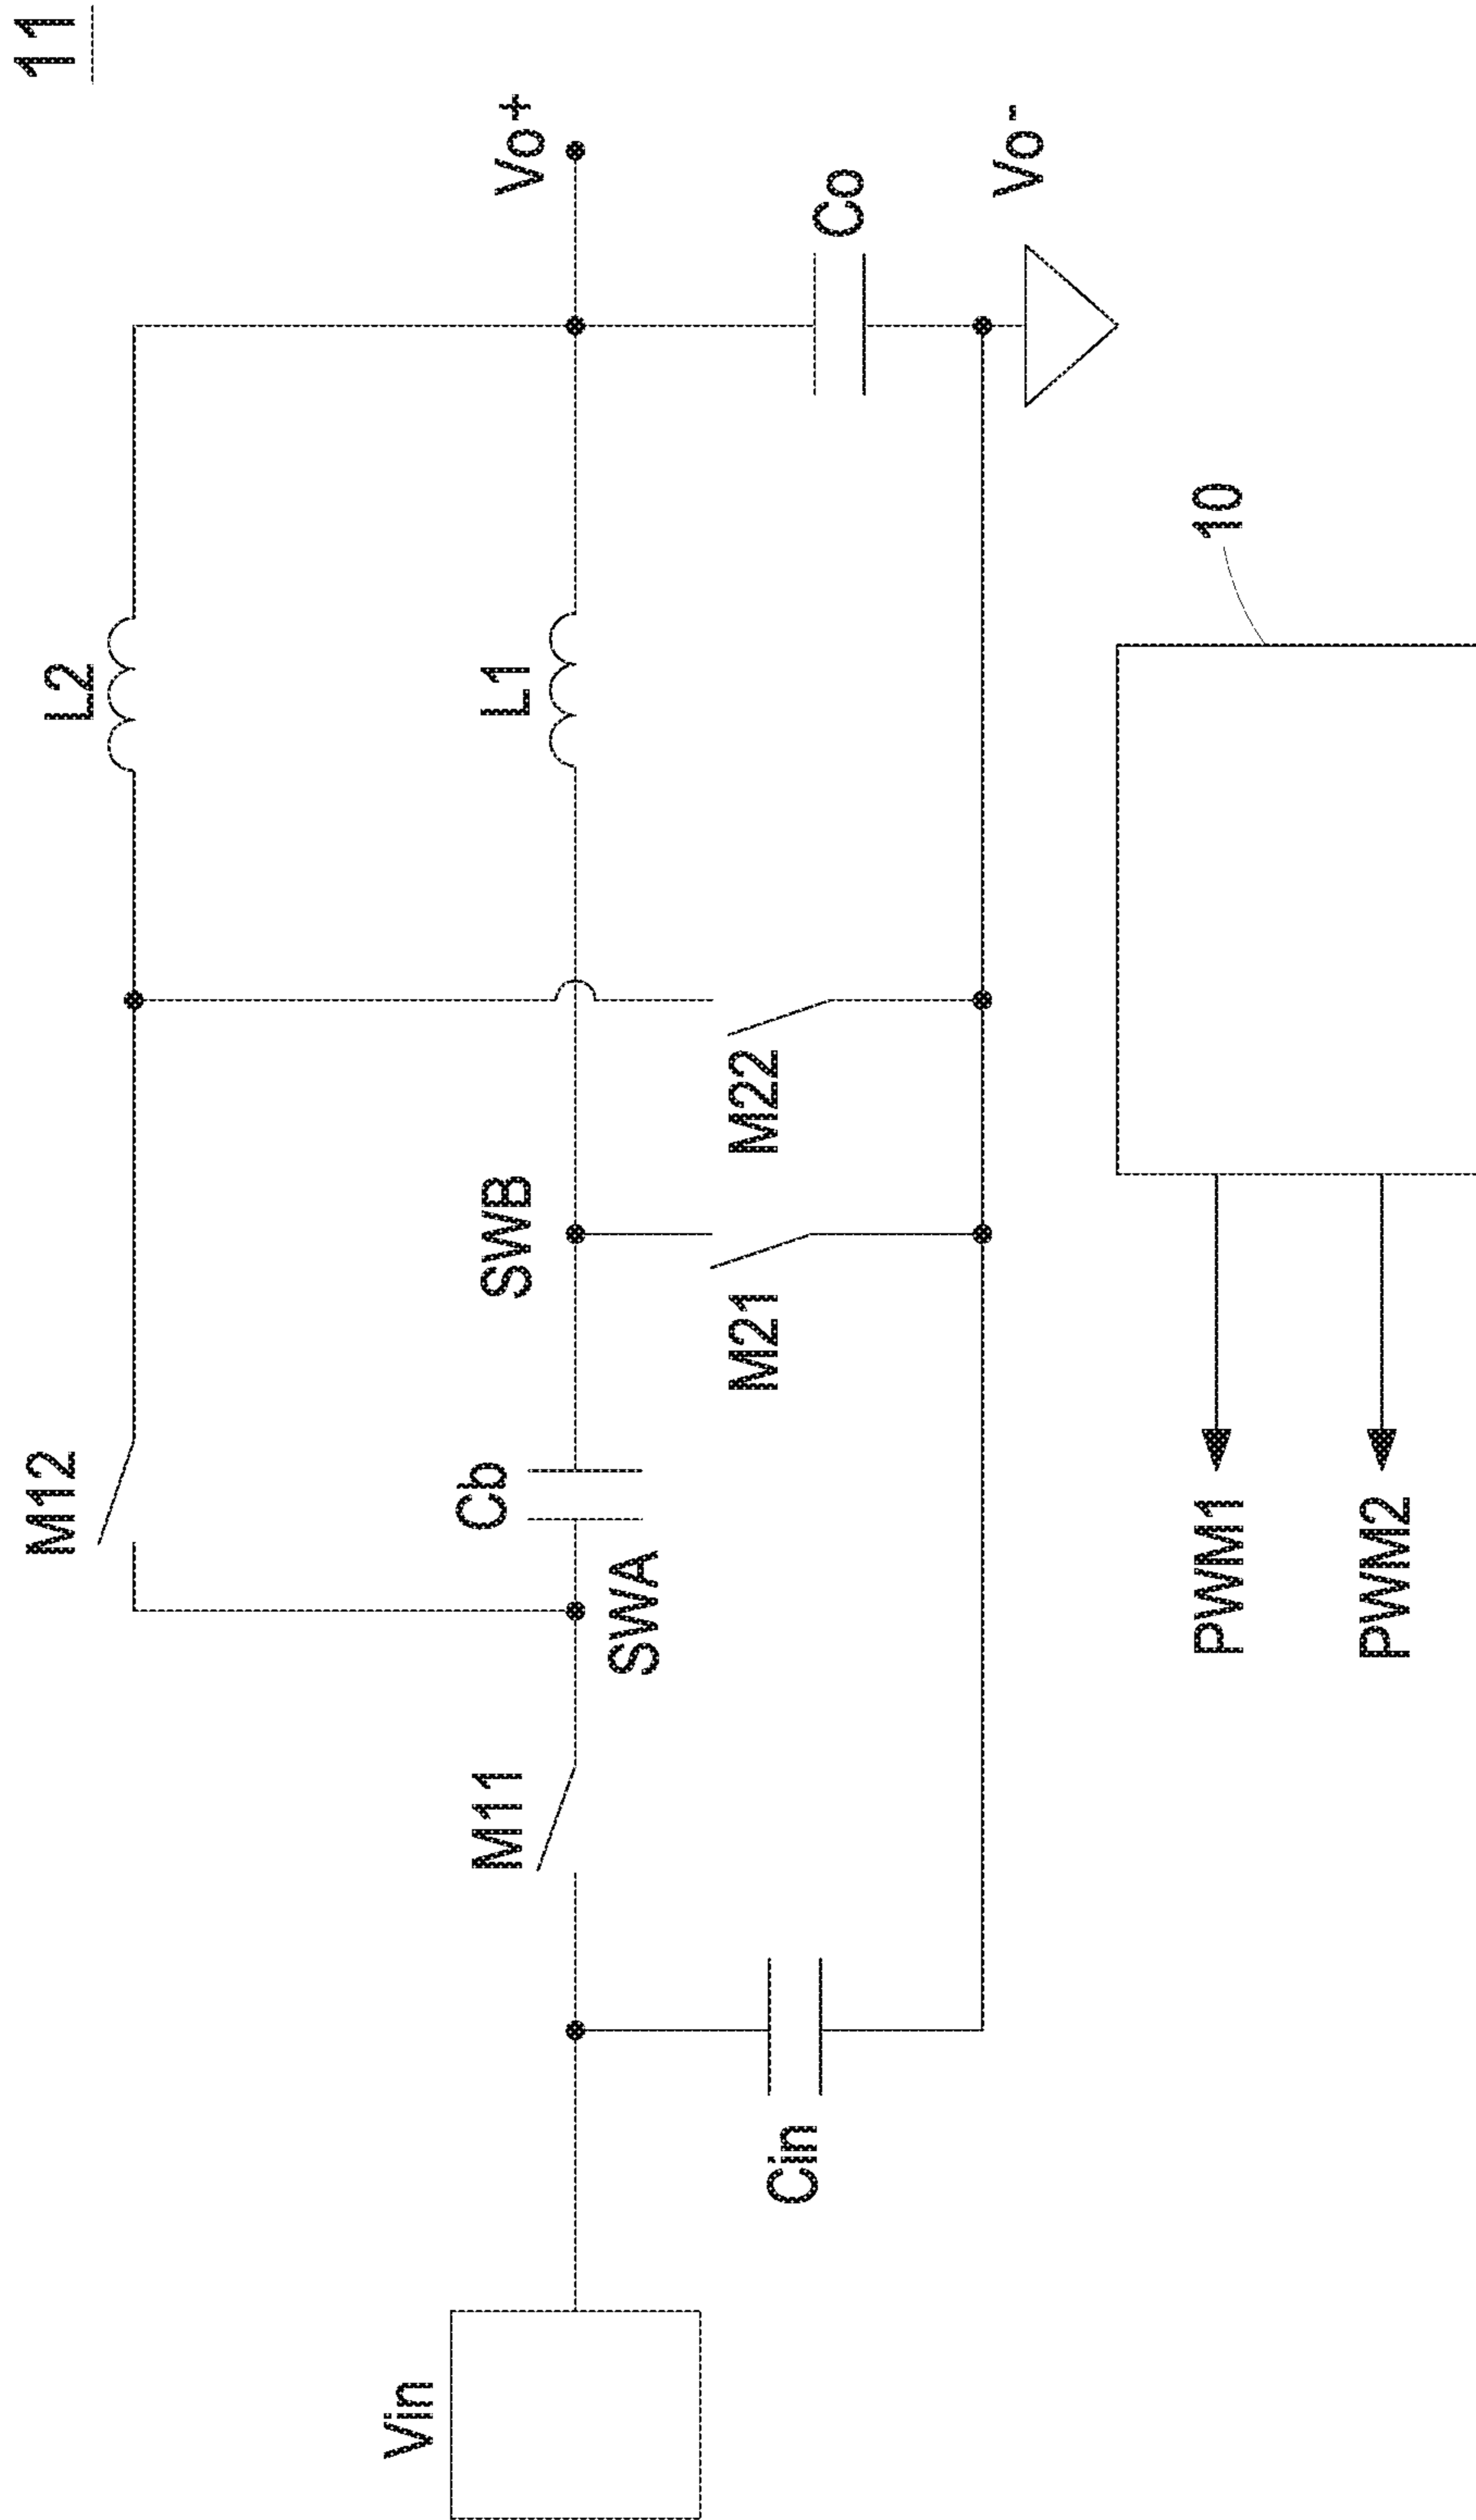 11
M12
L2
Vin
M11
Cb
SWB
L1
Vo+
SWA
Cin
M21
M22
Co
Vo-
PWM1
10
PWM2